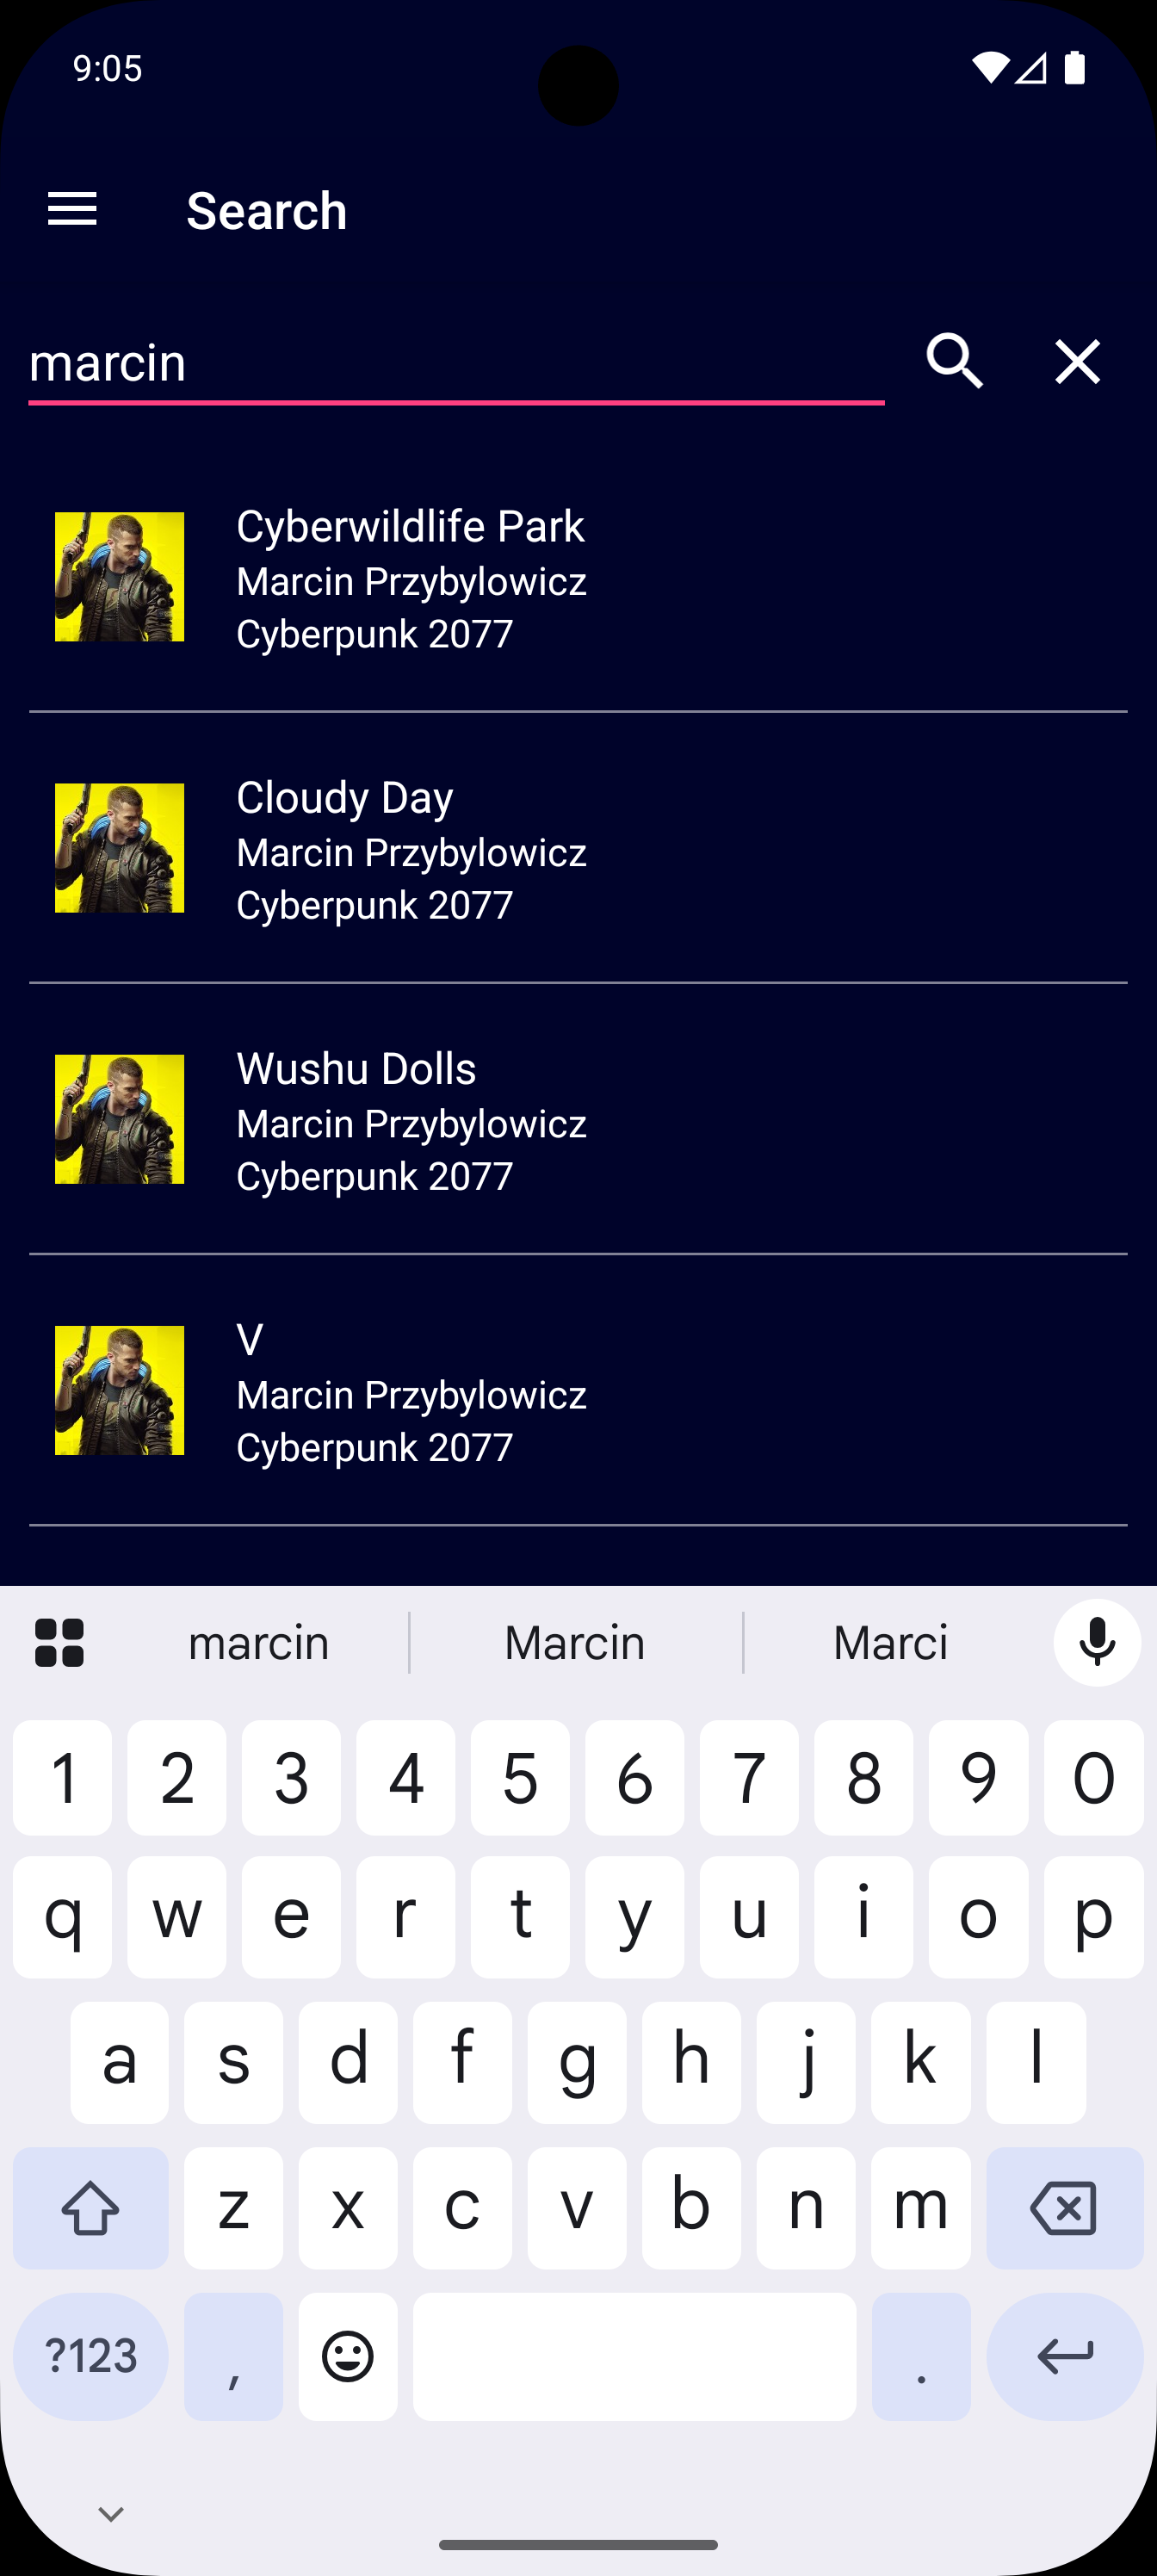 9:05
Search
marcin
Cyberwildlife Park
Marcin Przybylowicz
Cyberpunk 2077
Cloudy Day
Marcin Przybylowicz
Cyberpunk 2077
Wushu Dolls
Marcin Przybylowicz
Cyberpunk 2077
V
Marcin Przybylowicz
Cyberpunk 2077
marcin Marcin Marci
1 2 3 4 5 6 7 8 9 0
q w e r t y u i o p
a s d f g h j k l
z x c v b n m
?123 , .